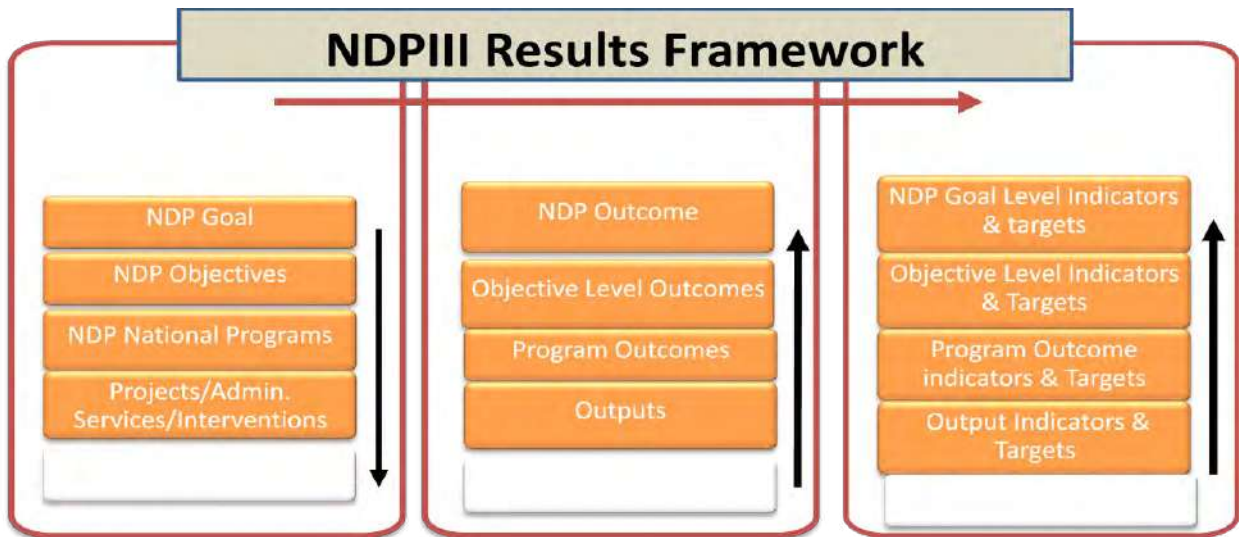 NDPIII Results Framework
NDP Goal
NDP Objectives
NDP National Programs
Projects/Admin.
Services/Interventions
NDP Outcome
Objective Level Outcomes
Program Outcomes
Outputs
NDP Goal Level Indicators
& targets
Objective Level Indicators
& Targets
Program Outcome
indicators & Targets
Output Indicators &
Targets